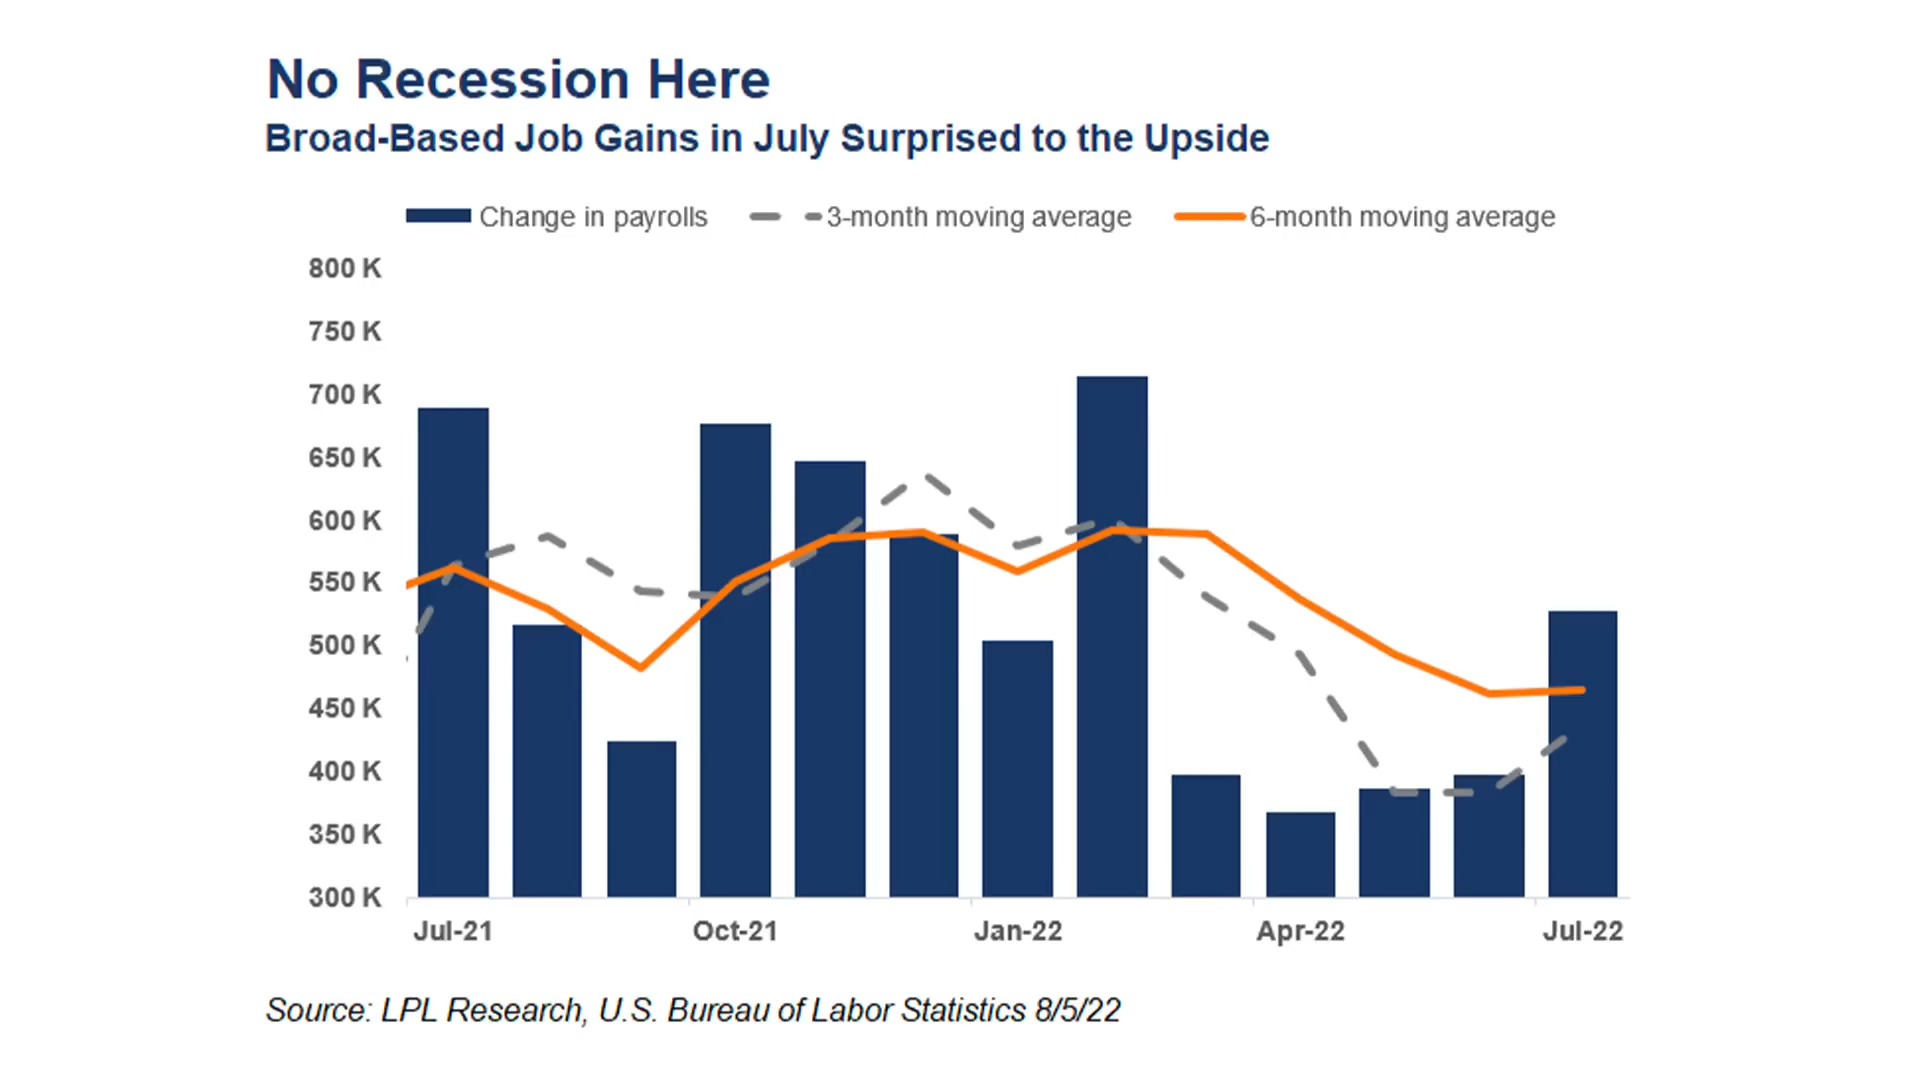 No Recession Here
Broad-Based Job Gains in July Surprised to the Upside
Change in payrolls 3-month moving average 6-month moving average
800 K
750 K
700 K
650 K
600 K
550 K
500 K
450 K
400 K
350 K
300 K
Jul-21 Oct-21 Jan-22 Apr-22 Jul-22
Source: LPL Research, U.S. Bureau of Labor Statistics 8/5/22